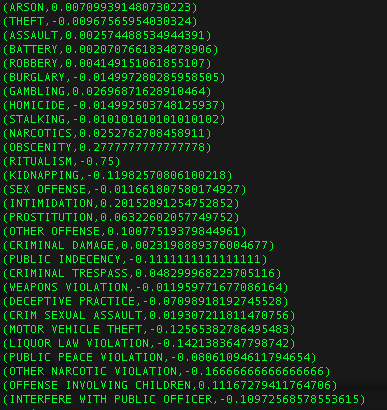 (ARSON,0.007099391480730223)
(THEFT,-0.00967565954030324)
(ASSAULT,0.002574488534944391)
(BATTERY,0.0020707661834878906)
(ROBBERY,0.004149151061855107)
(BURGLARY,-0.014997280285958505)
(GAMBLING,0.026968716289104​64)
(HOMICIDE,-0.014992503748125937)
(STALKING,-0.010101010101010102)
(NARCOTICS,0.0252762708458911)
(OBSCENITY,0.2777777777777778)
(RITUALISM,-0.75)
(KIDNAPPING,-0.11982570806100218)
(SEX OFFENSE,-0.011661807580174927)
(INTIMIDATION,0.20152091254752852)
(PROSTITUTION,0.06322602057749752)
(OTHER OFFENSE,0.10077519379844961)
(CRIMINAL DAMAGE,0.0023198889376004677)
(PUBLIC INDECENCY,-0.1111111111111111)
(CRIMINAL TRESPASS,0.048299968223705116)
(WEAPONS VIOLATION,-0.011959771677086164)
(DECEPTIVE PRACTICE,-0.07098918192745528)
(CRIM SEXUAL ASSAULT,0.019307211811470756)
(MOTOR VEHICLE THEFT,-0.12565382786495483)
(LIQUOR LAW VIOLATION,-0.1421383647798742)
(PUBLIC PEACE VIOLATION,-0.08061094611794654)
(OTHER NARCOTIC VIOLATION,-0.16666666666666666)
(OFFENSE INVOLVING CHILDREN,0.11167279411764706)
(INTERFERE WITH PUBLIC OFFICER,-0.10972568578553615)